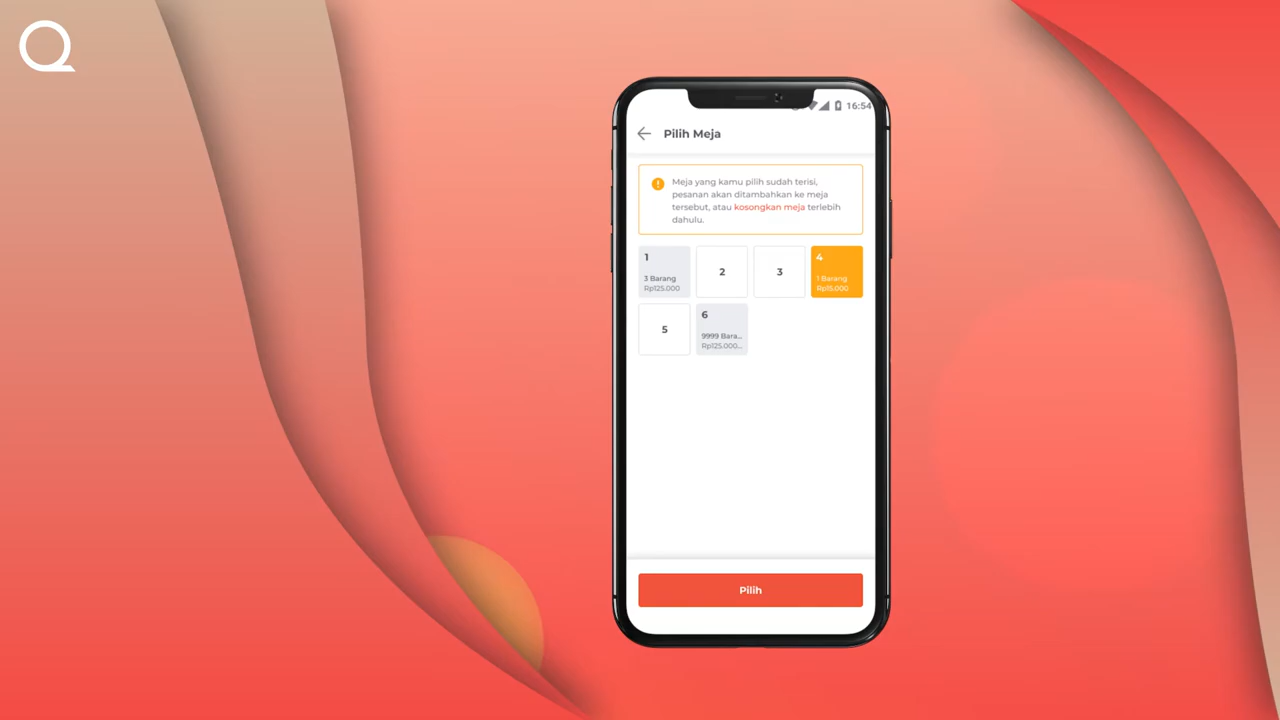 16:54
Pilih Meja
Meja yang kamu pilih sudah terisi,
pesanan akan ditambahkan ke meja
tersebut, atau kosongkan meja terlebih
dahulu.
1
3 Barang
Rp125.000
2
3
4
1 Barang
Rp15.000
5
6
9999 Bara...
Rp125.000...
Pilih